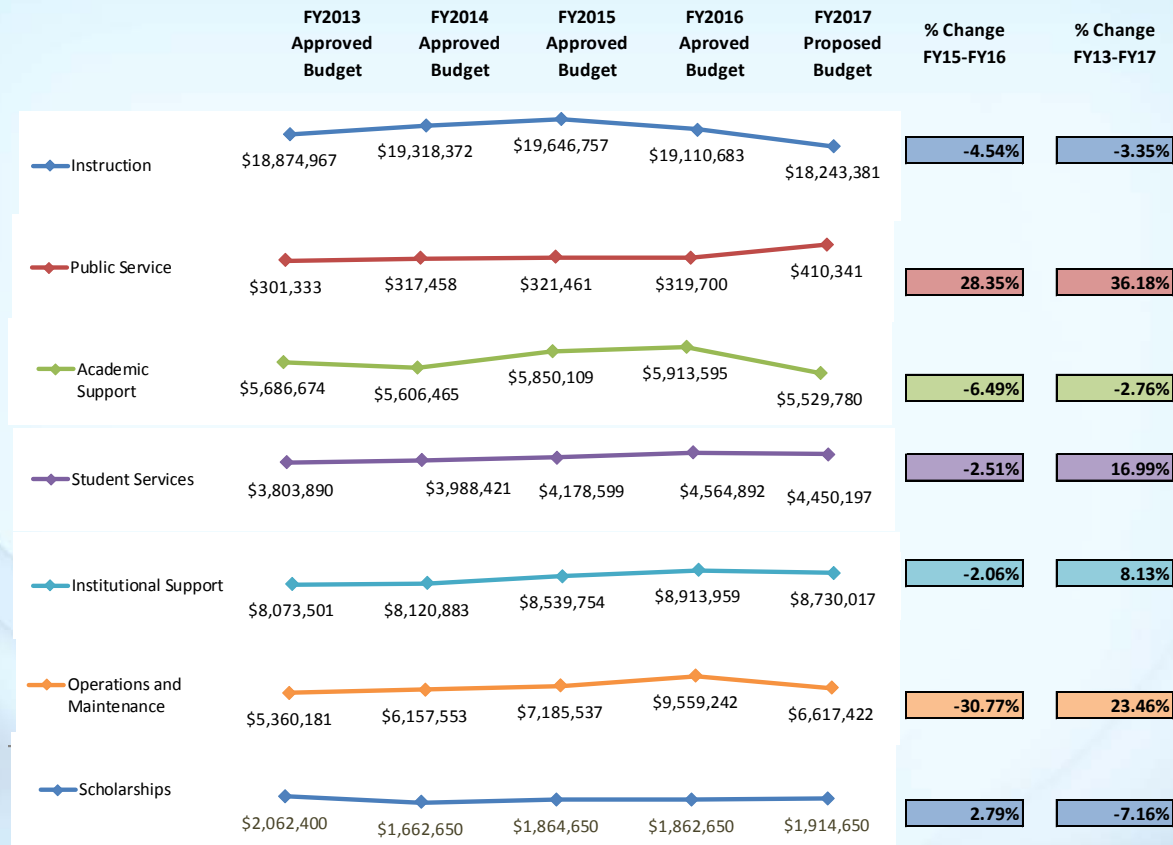 FY2013
Approved
Budget
FY2014
Approved
Budget
FY2015
Approved
Budget
FY2016
Aproved
Budget
FY2017
Proposed
Budget
% Change
FY15-FY16
% Change
FY13-FY17
Instruction
$18,874,967
$19,318,372
$19,646,757
$19,110,683
$18,243,381
-4.54%
-3.35%
Public Service
$301,333
$317,458
$321,461
$319,700
$410,341
28.35%
36.18%
Academic
Support
$5,686,674
$5,606,465
$5,850,109
$5,913,595
$5,529,780
-6.49%
-2.76%
Student Services
$3,803,890
$3,988,421
$4,178,599
$4,564,892
$4,450,197
-2.51%
16.99%
Institutional Support
$8,073,501
$8,120,883
$8,539,754
$8,913,959
$8,730,017
-2.06%
8.13%
Operations and
Maintenance
$5,360,181
$6,157,553
$7,185,537
$9,559,242
$6,617,422
-30.77%
23.46%
Scholarships
$2,062,400
$1,662,650
$1,864,650
$1,862,650
$1,914,650
2.79%
-7.16%